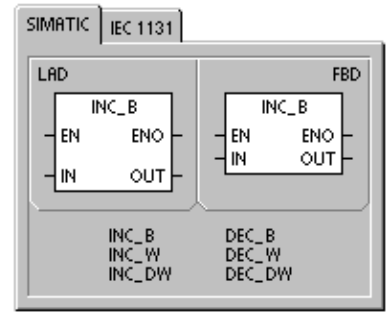 SIMATIC IEC 1131
LAD FBD
INC_B INC_B
EN ENO EN ENO
IN OUT IN OUT
INC_B DEC_B
INC_W DEC_W
INC_DW DEC_DW